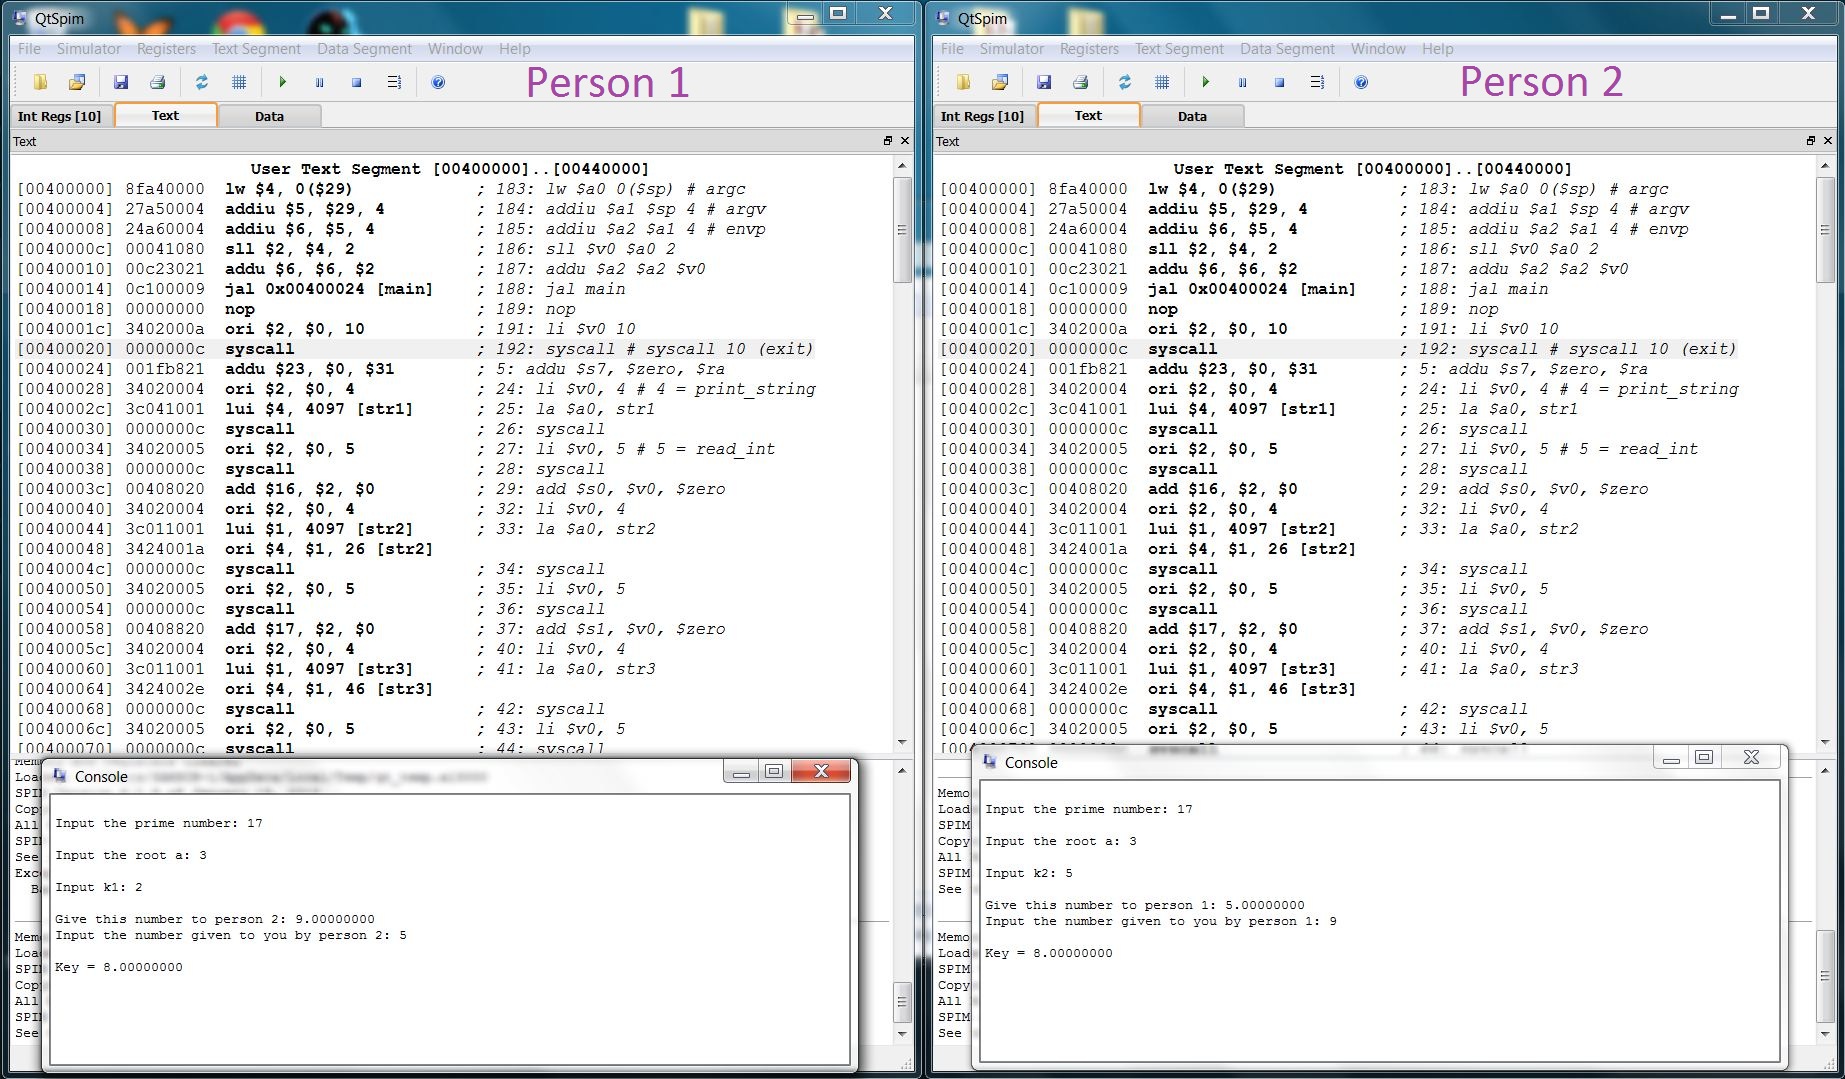 QtSpim
File Simulator Registers Text Segment Data Segment Window Help
Person 1
Int Regs [10] Text Data
Text
User Text Segment [00400000]..[00440000]
[00400000] 8fa40000 lw $4, 0($29) ; 183: lw $a0 0($sp) # argc
[00400004] 27a50004 addiu $5, $29, 4 ; 184: addiu $a1 $sp 4 # argv
[00400008] 24a60004 addiu $6, $5, 4 ; 185: addiu $a2 $a1 4 # envp
[0040000c] 00041080 sll $2, $4, 2 ; 186: sll $v0 $a0 2
[00400010] 00c23021 addu $6, $6, $2 ; 187: addu $a2 $a2 $v0
[00400014] 0c100009 jal 0x00400024 [main] ; 188: jal main
[00400018] 00000000 nop ; 189: nop
[0040001c] 3402000a ori $2, $0, 10 ; 191: li $v0 10
[00400020] 0000000c syscall ; 192: syscall # syscall 10 (exit)
[00400024] 001fb821 addu $23, $0, $31 ; 5: addu $s7, $zero, $ra
[00400028] 34020004 ori $2, $0, 4 ; 24: li $v0, 4 # 4 = print_string
[0040002c] 3c041001 lui $4, 4097 [str1] ; 25: la $a0, str1
[00400030] 0000000c syscall ; 26: syscall
[00400034] 34020005 ori $2, $0, 5 ; 27: li $v0, 5 # 5 = read_int
[00400038] 0000000c syscall ; 28: syscall
[0040003c] 00408020 add $16, $2, $0 ; 29: add $s0, $v0, $zero
[00400040] 34020004 ori $2, $0, 4 ; 32: li $v0, 4
[00400044] 3c011001 lui $1, 4097 [str2] ; 33: la $a0, str2
[00400048] 3424001a ori $4, $1, 26 [str2]
[0040004c] 0000000c syscall ; 34: syscall
[00400050] 34020005 ori $2, $0, 5 ; 35: li $v0, 5
[00400054] 0000000c syscall ; 36: syscall
[00400058] 00408820 add $17, $2, $0 ; 37: add $s1, $v0, $zero
[0040005c] 34020004 ori $2, $0, 4 ; 40: li $v0, 4
[00400060] 3c011001 lui $1, 4097 [str3] ; 41: la $a0, str3
[00400064] 3424002e ori $4, $1, 46 [str3]
[00400068] 0000000c syscall ; 42: syscall
[0040006c] 34020005 ori $2, $0, 5 ; 43: li $v0, 5
[00400070] 0000000c syscall ; 44: syscall
Console
Input the prime number: 17
Input the root a: 3
Input k1: 2
Give this number to person 2: 9.00000000
Input the number given to you by person 2: 5
Key = 8.00000000
QtSpim
File Simulator Registers Text Segment Data Segment Window Help
Person 2
Int Regs [10] Text Data
Text
User Text Segment [00400000]..[00440000]
[00400000] 8fa40000 lw $4, 0($29) ; 183: lw $a0 0($sp) # argc
[00400004] 27a50004 addiu $5, $29, 4 ; 184: addiu $a1 $sp 4 # argv
[00400008] 24a60004 addiu $6, $5, 4 ; 185: addiu $a2 $a1 4 # envp
[0040000c] 00041080 sll $2, $4, 2 ; 186: sll $v0 $a0 2
[00400010] 00c23021 addu $6, $6, $2 ; 187: addu $a2 $a2 $v0
[00400014] 0c100009 jal 0x00400024 [main] ; 188: jal main
[00400018] 00000000 nop ; 189: nop
[0040001c] 3402000a ori $2, $0, 10 ; 191: li $v0 10
[00400020] 0000000c syscall ; 192: syscall # syscall 10 (exit)
[00400024] 001fb821 addu $23, $0, $31 ; 5: addu $s7, $zero, $ra
[00400028] 34020004 ori $2, $0, 4 ; 24: li $v0, 4 # 4 = print_string
[0040002c] 3c041001 lui $4, 4097 [str1] ; 25: la $a0, str1
[00400030] 0000000c syscall ; 26: syscall
[00400034] 34020005 ori $2, $0, 5 ; 27: li $v0, 5 # 5 = read_int
[00400038] 0000000c syscall ; 28: syscall
[0040003c] 00408020 add $16, $2, $0 ; 29: add $s0, $v0, $zero
[00400040] 34020004 ori $2, $0, 4 ; 32: li $v0, 4
[00400044] 3c011001 lui $1, 4097 [str2] ; 33: la $a0, str2
[00400048] 3424001a ori $4, $1, 26 [str2]
[0040004c] 0000000c syscall ; 34: syscall
[00400050] 34020005 ori $2, $0, 5 ; 35: li $v0, 5
[00400054] 0000000c syscall ; 36: syscall
[00400058] 00408820 add $17, $2, $0 ; 37: add $s1, $v0, $zero
[0040005c] 34020004 ori $2, $0, 4 ; 40: li $v0, 4
[00400060] 3c011001 lui $1, 4097 [str3] ; 41: la $a0, str3
[00400064] 3424002e ori $4, $1, 46 [str3]
[00400068] 0000000c syscall ; 42: syscall
[0040006c] 34020005 ori $2, $0, 5 ; 43: li $v0, 5
Console
Input the prime number: 17
Input the root a: 3
Input k2: 5
Give this number to person 1: 5.00000000
Input the number given to you by person 1: 9
Key = 8.00000000